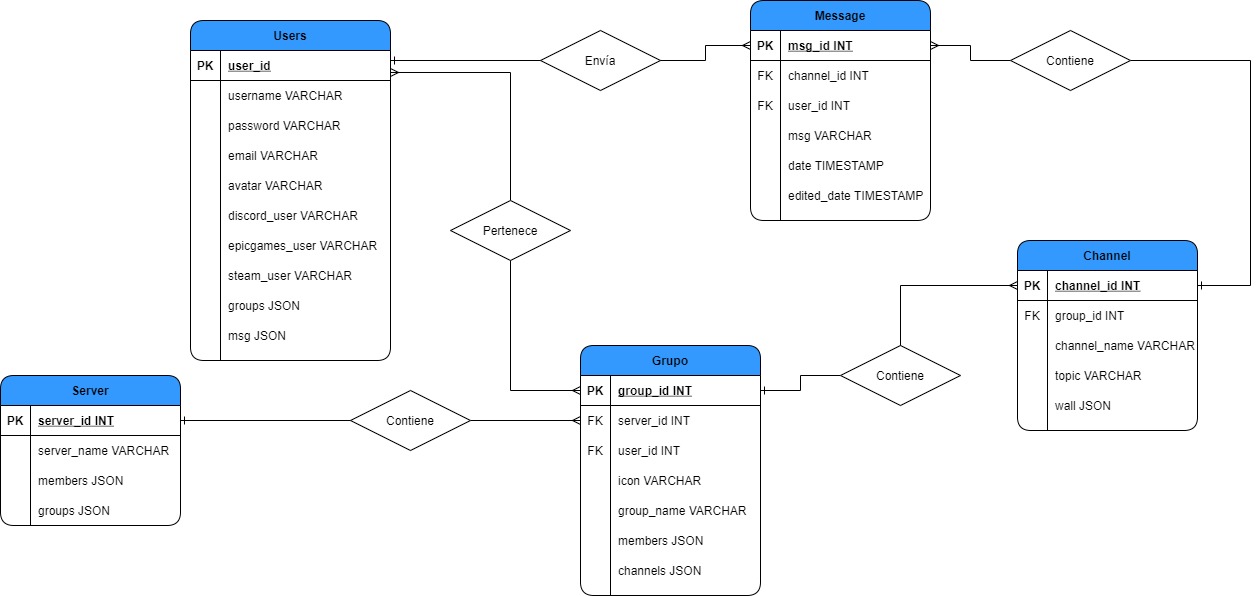 Users
PK user_id
username VARCHAR
password VARCHAR
email VARCHAR
avatar VARCHAR
discord_user VARCHAR
epicgames_user VARCHAR
steam_user VARCHAR
groups JSON
msg JSON
Envía
Message
PK msg_id INT
FK channel_id INT
FK user_id INT
msg VARCHAR
date TIMESTAMP
edited_date TIMESTAMP
Contiene
Pertenece
Channel
PK channel_id INT
FK group_id INT
channel_name VARCHAR
topic VARCHAR
wall JSON
Server
PK server_id INT
server_name VARCHAR
members JSON
groups JSON
Contiene
Grupo
PK group_id INT
FK server_id INT
FK user_id INT
icon VARCHAR
group_name VARCHAR
members JSON
channels JSON
Contiene